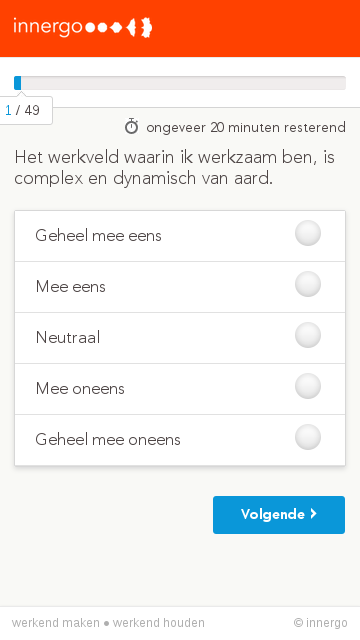 innergo
1 / 49
ongeveer 20 minuten resterend
Het werkveld waarin ik werkzaam ben, is
complex en dynamisch van aard.
Geheel mee eens
Mee eens
Neutraal
Mee oneens
Geheel mee oneens
Volgende
werkend maken ● werkend houden © innergo